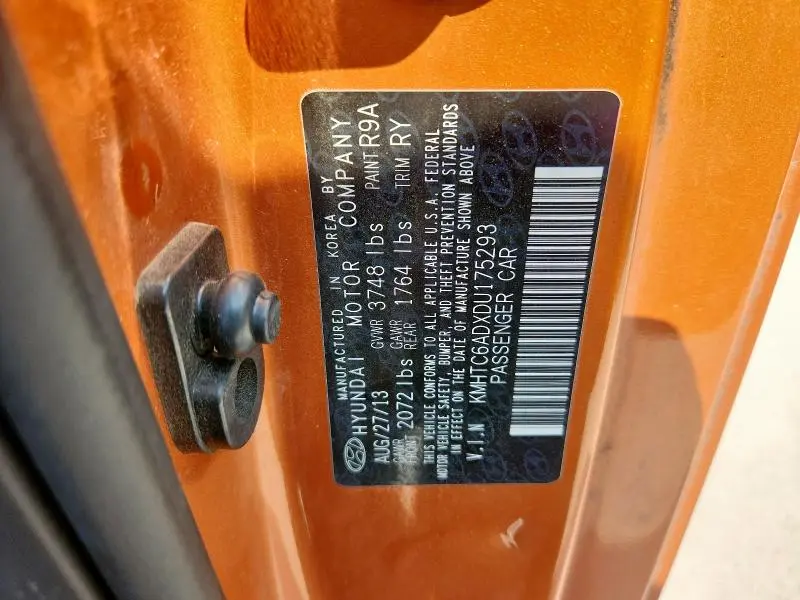 MANUFACTURED IN KOREA BY
HYUNDAI MOTOR COMPANY
AUG/27/13 GVWR 3748 lbs PAINT R9A
GAWR FRONT 2072 lbs GAWR REAR 1764 lbs TRIM RY
THIS VEHICLE CONFORMS TO ALL APPLICABLE U.S.A. FEDERAL
MOTOR VEHICLE SAFETY, BUMPER, AND THEFT PREVENTION STANDARDS
IN EFFECT ON THE DATE OF MANUFACTURE SHOWN ABOVE
V.I.N KMHTC6ADXDU175293
PASSENGER CAR